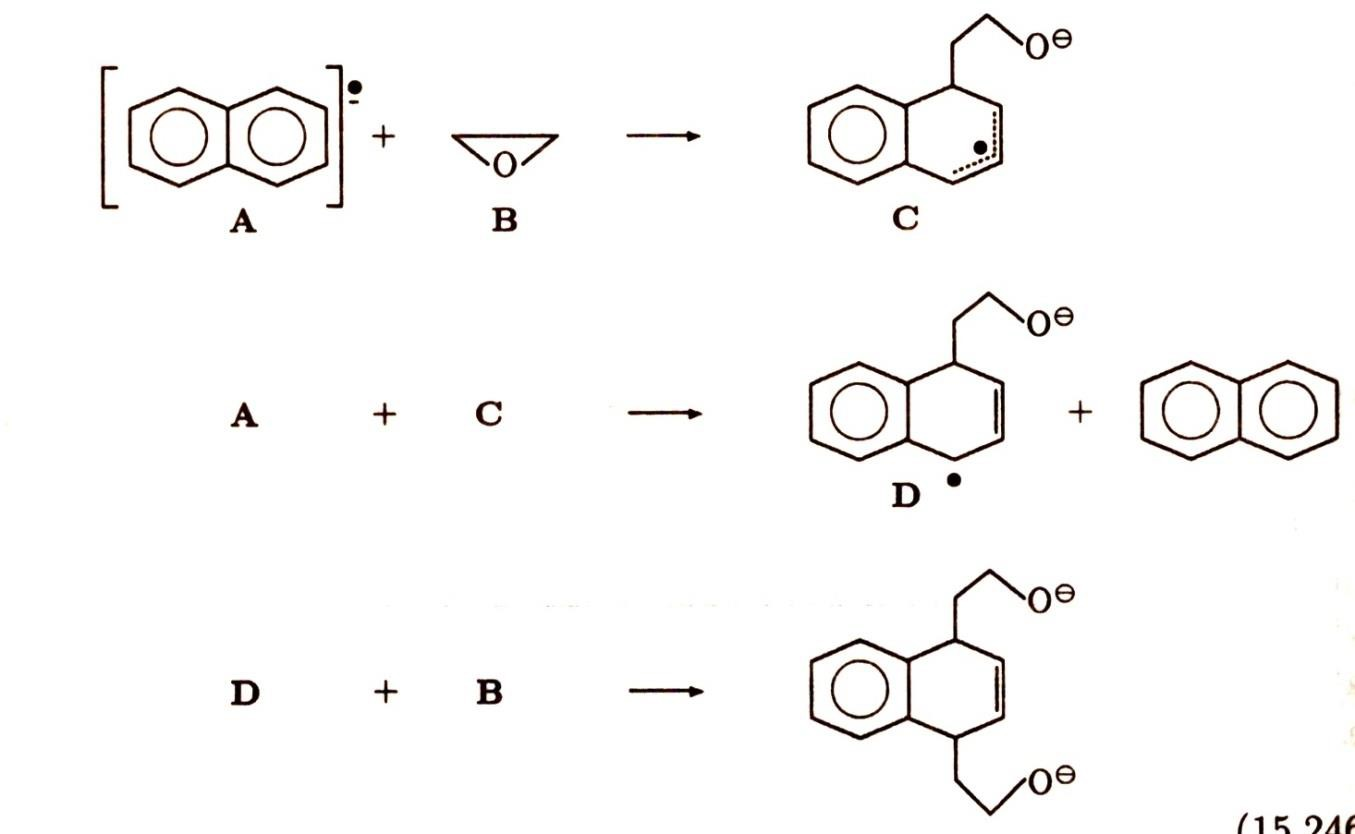 O⊖
+
O
A
B
C
O⊖
A + C
+
D
O⊖
D + B
O⊖
(15.246